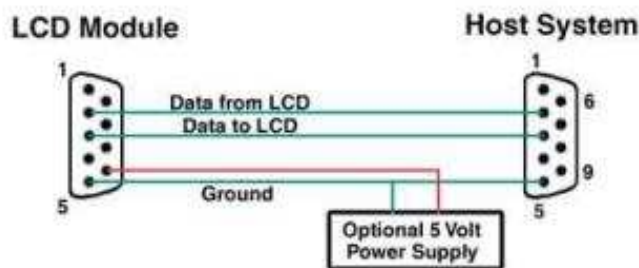 LCD Module
Host System
1
1
6
Data from LCD
Data to LCD
9
5
Ground
5
Optional 5 Volt
Power Supply